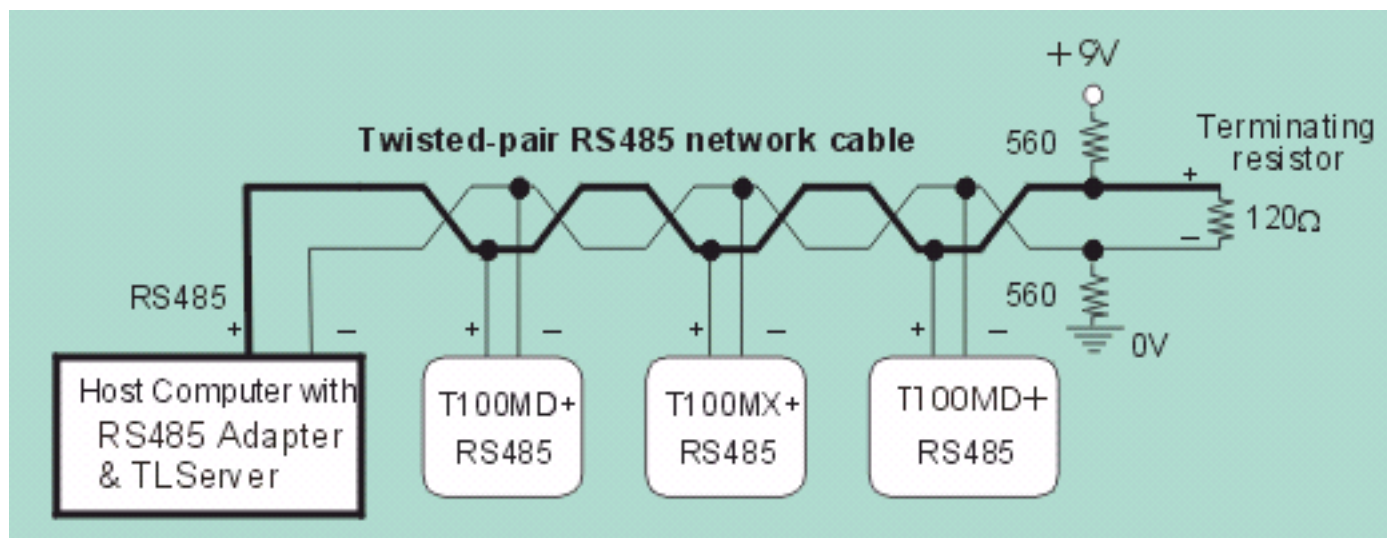 +9V
Twisted-pair RS485 network cable
560
Terminating
resistor
+
120Ω
–
RS485
560
0V
+
–
+
–
+
–
+
–
Host Computer with
RS485 Adapter
& TLServer
T100MD+
RS485
T100MX+
RS485
T100MD+
RS485